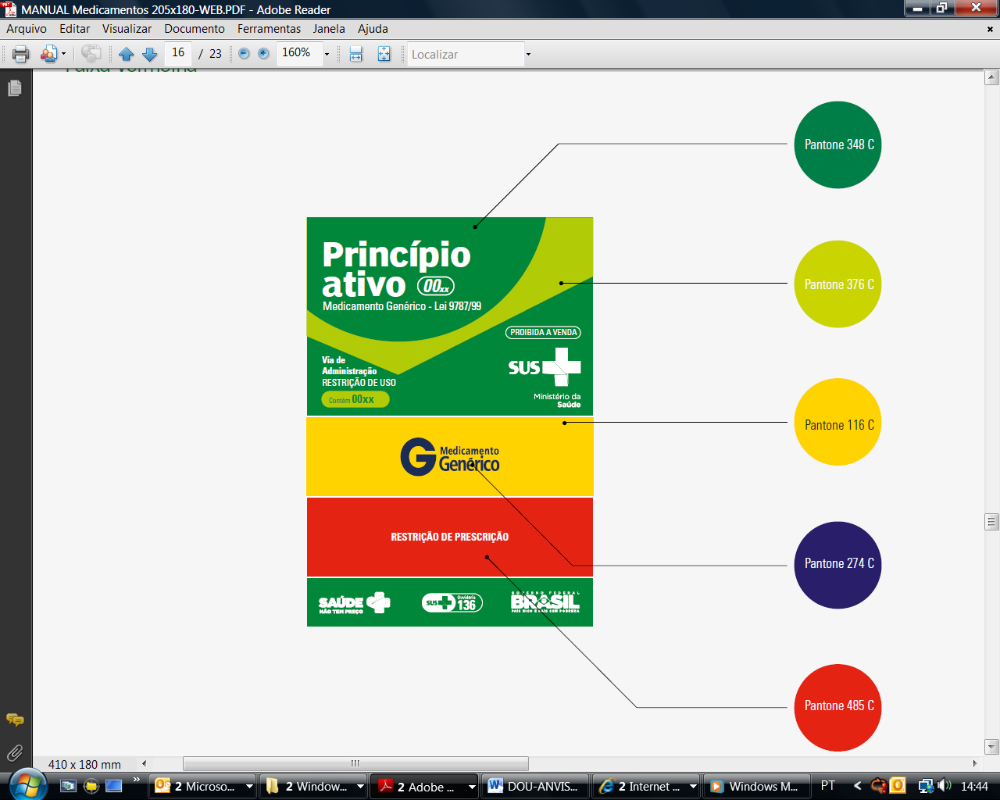 MANUAL Medicamentos 205x180-WEB.PDF - Adobe Reader
Arquivo Editar Visualizar Documento Ferramentas Janela Ajuda
16 / 23 160% Localizar
Faixa Vermelha
Pantone 348 C
Princípio
ativo 00xx
Medicamento Genérico - Lei 9787/99
Pantone 376 C
PROIBIDA A VENDA
Via de
Administração
RESTRIÇÃO DE USO
Contém 00xx
SUS
Ministério da
Saúde
Pantone 116 C
G Medicamento
Genérico
RESTRIÇÃO DE PRESCRIÇÃO
Pantone 274 C
SAÚDE
NÃO TEM PREÇO
SUS Ouvidoria
136
GOVERNO FEDERAL
BRASIL
PAÍS RICO É PAÍS SEM POBREZA
Pantone 485 C
410 x 180 mm
2 Microso... 2 Window... 2 Adobe ... DOU-ANVIS... 2 Internet ... Windows M... PT 14:44